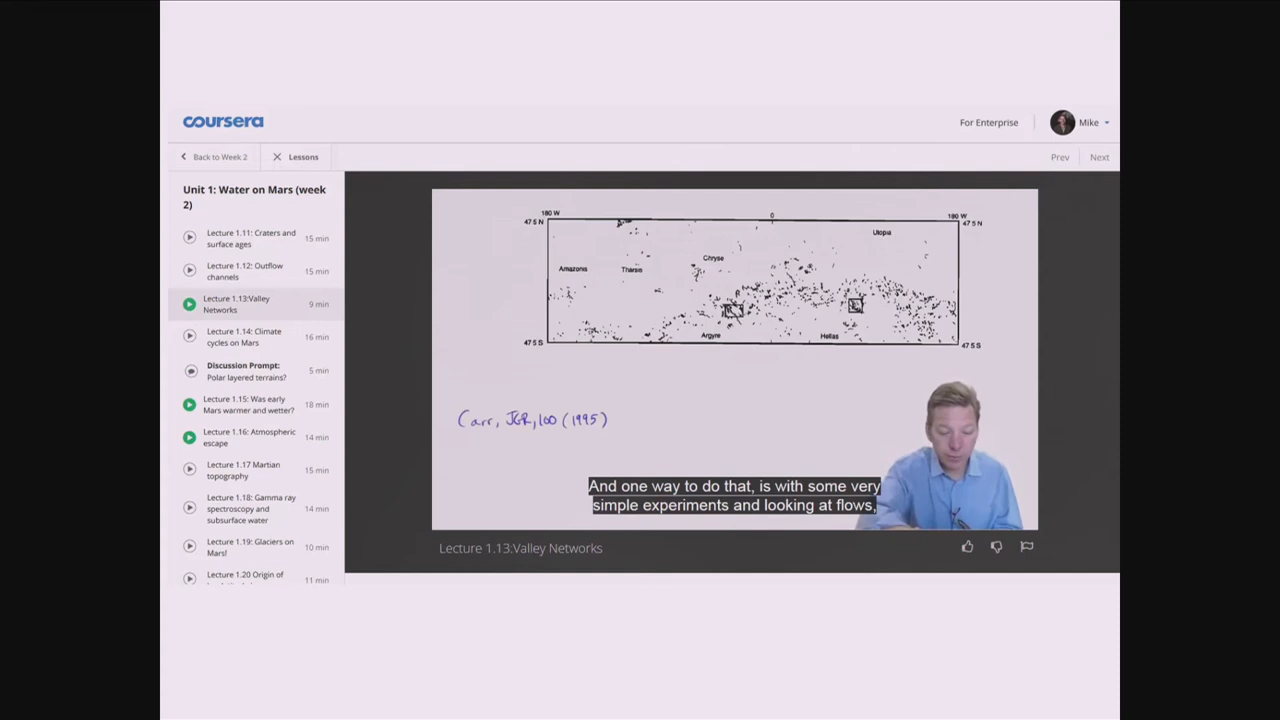 coursera
For Enterprise
Mike
Back to Week 2
Lessons
Prev
Next
Unit 1: Water on Mars (week
2)
Lecture 1.11: Craters and
surface ages
15 min
Lecture 1.12: Outflow
channels
15 min
Lecture 1.13:Valley
Networks
9 min
Lecture 1.14: Climate
cycles on Mars
16 min
Discussion Prompt:
Polar layered terrains?
5 min
Lecture 1.15: Was early
Mars warmer and wetter?
18 min
Lecture 1.16: Atmospheric
escape
14 min
Lecture 1.17 Martian
topography
15 min
Lecture 1.18: Gamma ray
spectroscopy and
subsurface water
14 min
Lecture 1.19: Glaciers on
Mars!
10 min
Lecture 1.20 Origin of
11 min
180 W
0
180 W
47 5 N
47 5 N
Utopia
Chryse
Amazonis
Tharsis
Argyre
Hellas
47 5 S
47 5 S
Carr, JGR, 100 (1995)
And one way to do that, is with some very
simple experiments and looking at flows,
Lecture 1.13:Valley Networks